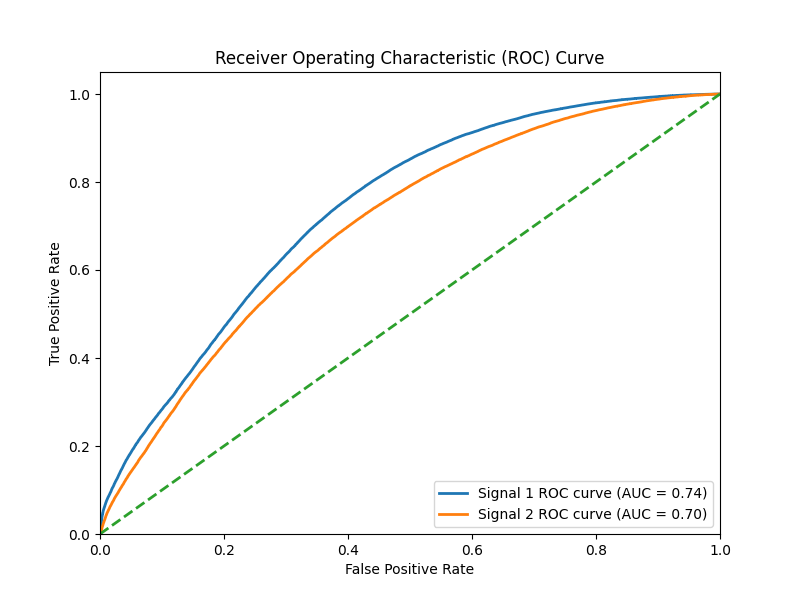 Receiver Operating Characteristic (ROC) Curve
True Positive Rate
1.0
0.8
0.6
0.4
0.2
0.0
0.0 0.2 0.4 0.6 0.8 1.0
False Positive Rate
Signal 1 ROC curve (AUC = 0.74)
Signal 2 ROC curve (AUC = 0.70)